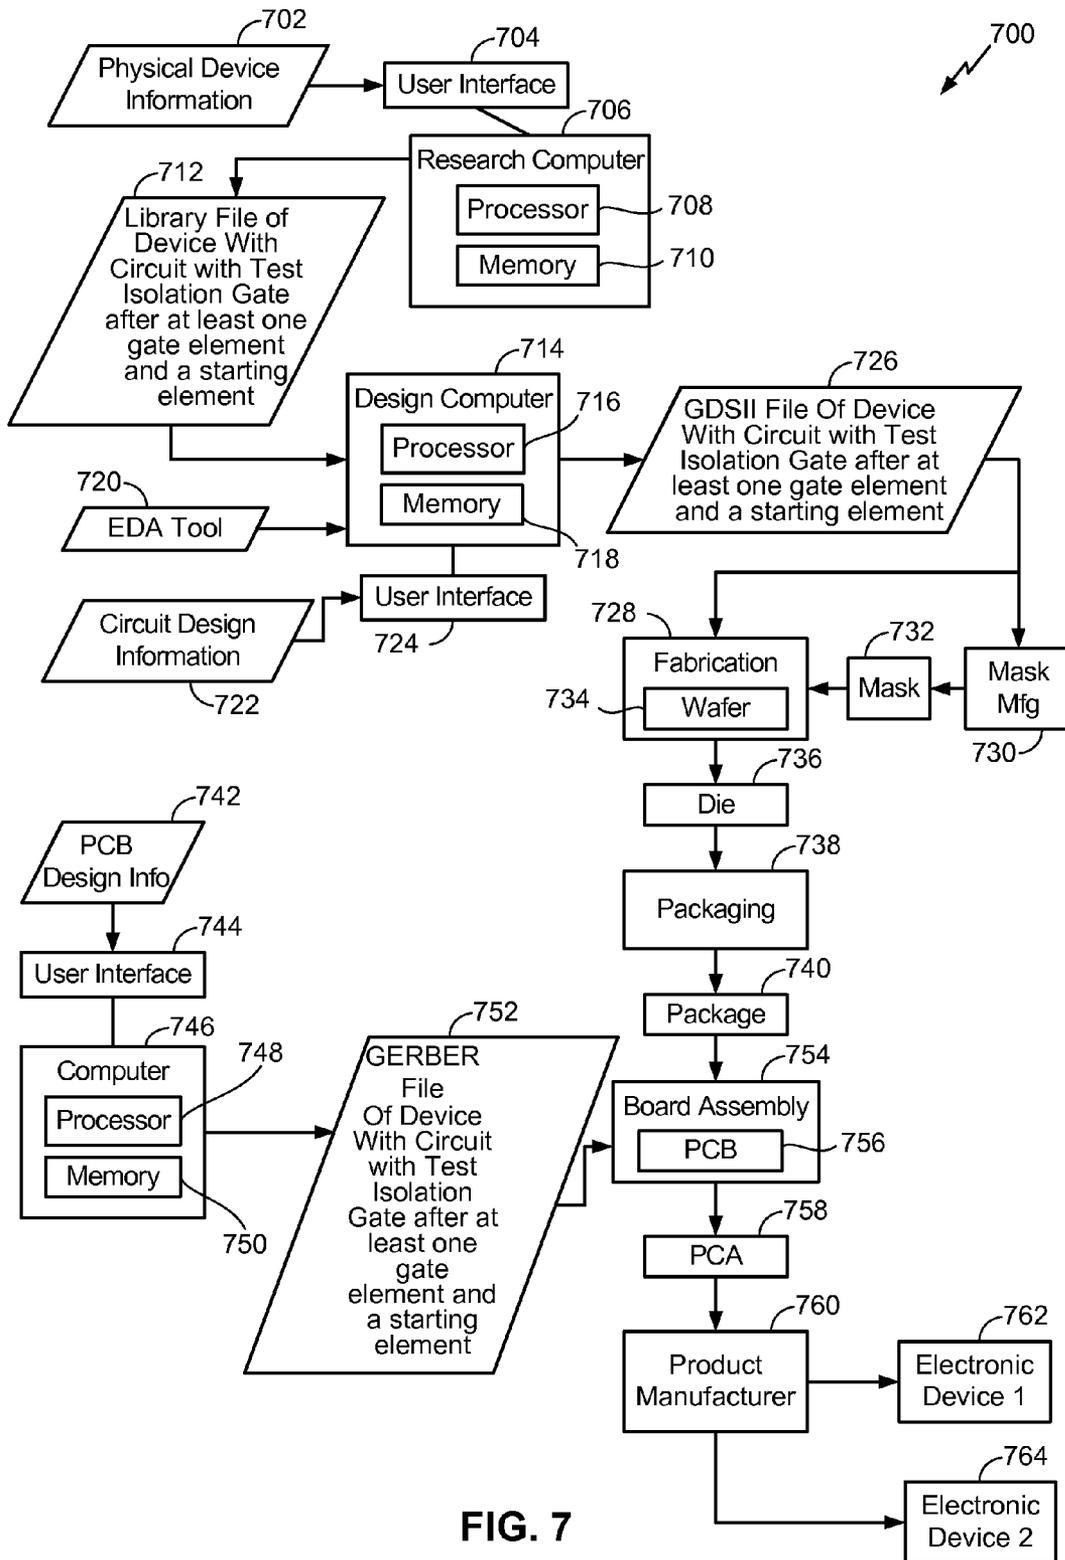 702
Physical Device
Information
704
User Interface
700
706
Research Computer
Processor
708
Memory
710
712
Library File of
Device With
Circuit with Test
Isolation Gate
after at least one
gate element
and a starting
element
714
Design Computer
716
Processor
Memory
718
720
EDA Tool
User Interface
724
Circuit Design
Information
722
726
GDSII File Of Device
With Circuit with Test
Isolation Gate after at
least one gate element
and a starting element
728
Fabrication
734
Wafer
732
Mask
Mask
Mfg
730
736
Die
738
Packaging
740
Package
742
PCB
Design Info
744
User Interface
746
Computer
748
Processor
Memory
750
752
GERBER
File
Of Device
With Circuit
with Test
Isolation
Gate after at
least one
gate
element and
a starting
element
754
Board Assembly
PCB
756
758
PCA
760
Product
Manufacturer
762
Electronic
Device 1
764
Electronic
Device 2
FIG. 7